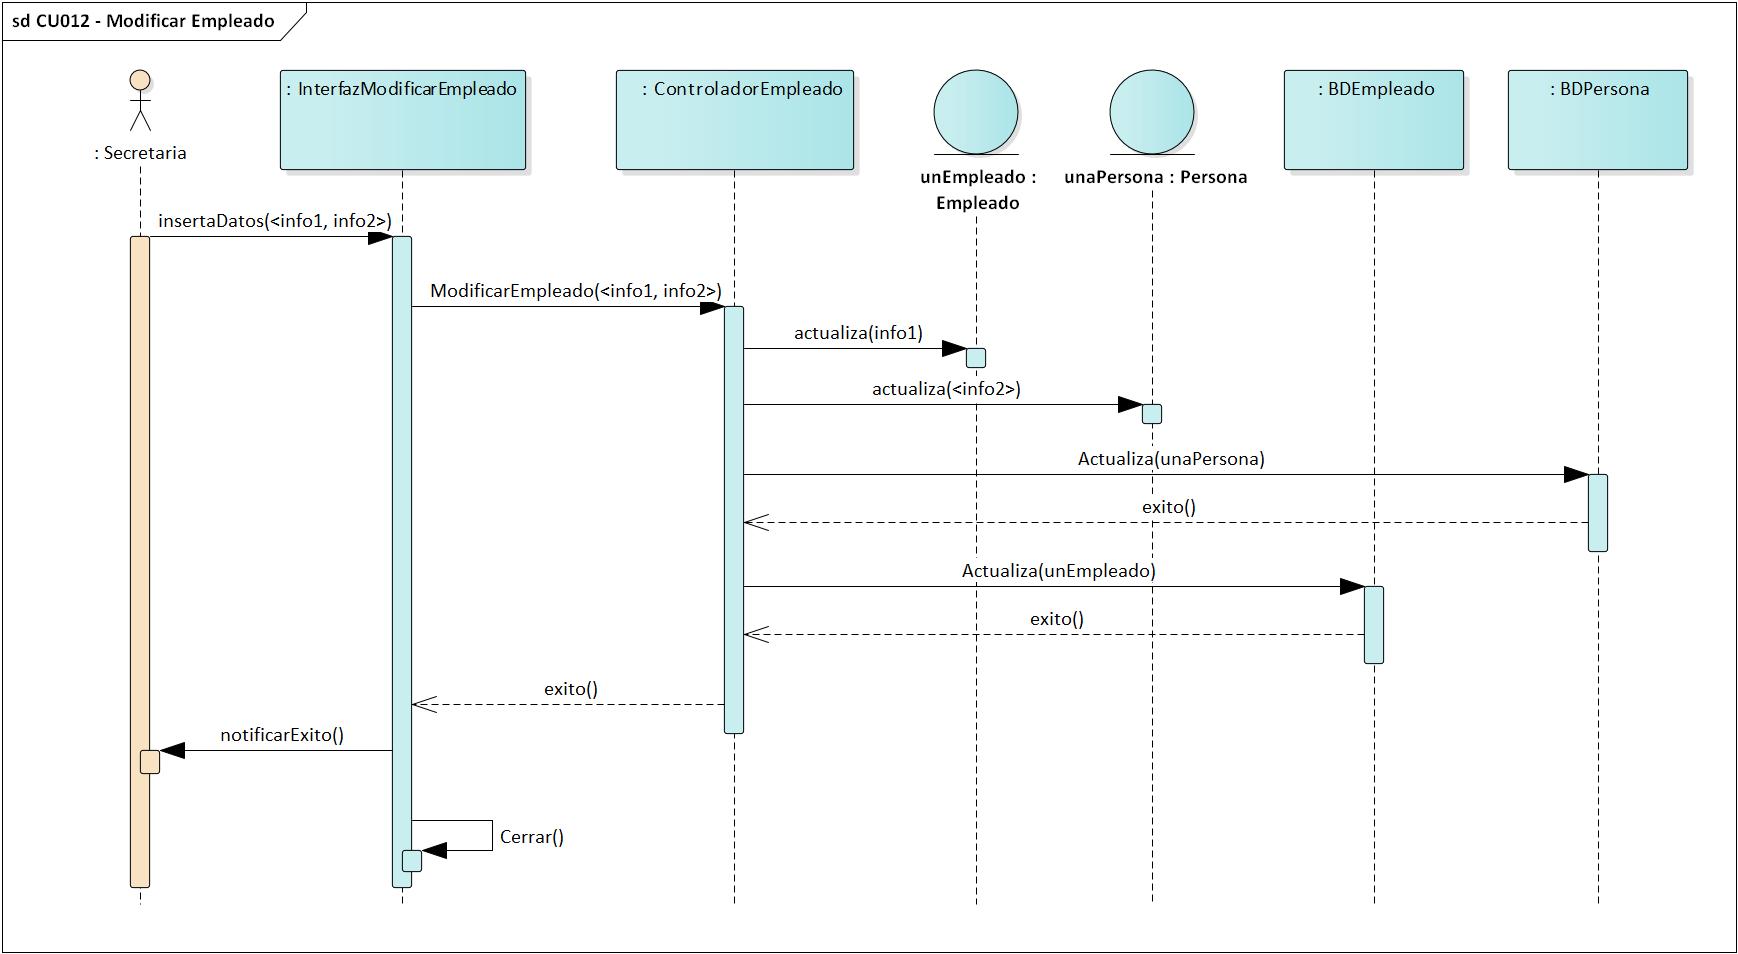 sd CU012 - Modificar Empleado
: Secretaria
: InterfazModificarEmpleado
: ControladorEmpleado
unEmpleado :
Empleado
unaPersona : Persona
: BDEmpleado
: BDPersona
insertaDatos(<info1, info2>)
ModificarEmpleado(<info1, info2>)
actualiza(info1)
actualiza(<info2>)
Actualiza(unaPersona)
exito()
Actualiza(unEmpleado)
exito()
exito()
notificarExito()
Cerrar()